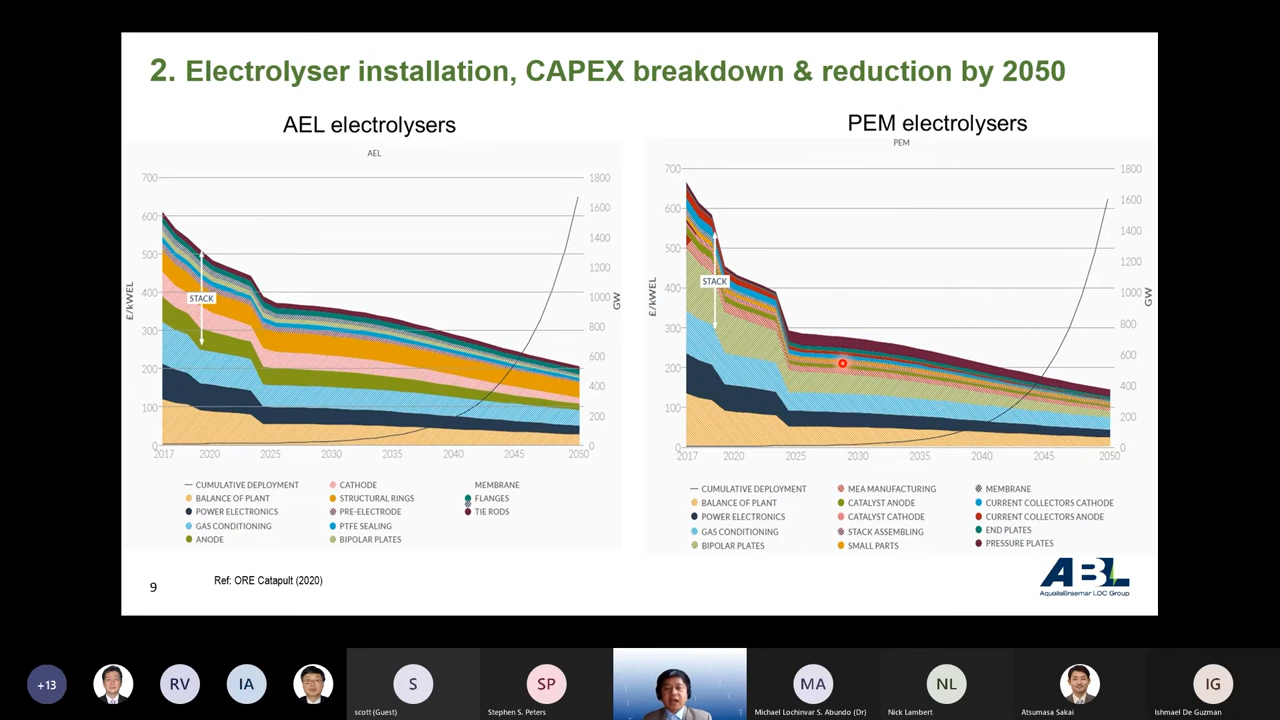 2. Electrolyser installation, CAPEX breakdown & reduction by 2050
AEL electrolysers
PEM electrolysers
AEL
700
600
500
400
300
200
100
0
£/kWEL
STACK
1800
1600
1400
1200
1000
800
600
400
200
0
GW
2017
2020
2025
2030
2035
2040
2045
2050
CUMULATIVE DEPLOYMENT
BALANCE OF PLANT
POWER ELECTRONICS
GAS CONDITIONING
ANODE
CATHODE
STRUCTURAL RINGS
PRE-ELECTRODE
PTFE SEALING
BIPOLAR PLATES
MEMBRANE
FLANGES
TIE RODS
PEM
700
600
500
400
300
200
100
0
£/kWEL
STACK
1800
1600
1400
1200
1000
800
600
400
200
0
GW
2017
2020
2025
2030
2035
2040
2045
2050
CUMULATIVE DEPLOYMENT
BALANCE OF PLANT
POWER ELECTRONICS
GAS CONDITIONING
BIPOLAR PLATES
MEA MANUFACTURING
CATALYST ANODE
CATALYST CATHODE
STACK ASSEMBLING
SMALL PARTS
MEMBRANE
CURRENT COLLECTORS CATHODE
CURRENT COLLECTORS ANODE
END PLATES
PRESSURE PLATES
9
Ref: ORE Catapult (2020)
ABL
AqualisBraemar LOC Group
+13
RV
IA
S
scott (Guest)
SP
Stephen S. Peters
MA
Michael Lochinvar S. Abundo (Dr)
NL
Nick Lambert
Atsumasa Sakai
IG
Ishmael De Guzman